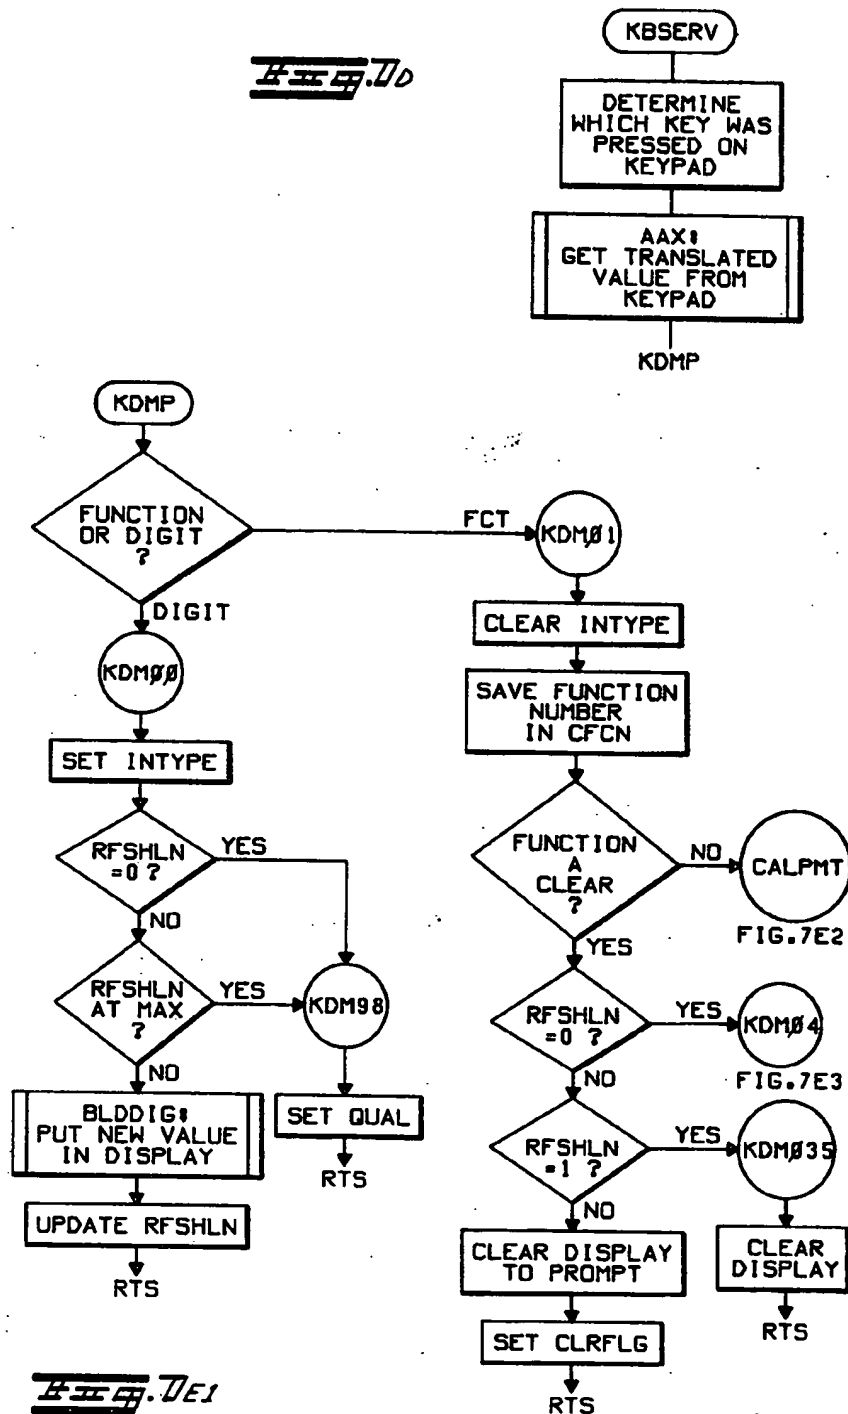 KBSERV
Fig. 7D
DETERMINE
WHICH KEY WAS
PRESSED ON
KEYPAD
AAX:
GET TRANSLATED
VALUE FROM
KEYPAD
KDMP
KDMP
FUNCTION
OR DIGIT
?
FCT
KDMØ1
DIGIT
KDMØØ
CLEAR INTYPE
SAVE FUNCTION
NUMBER
IN CFCN
SET INTYPE
RFSHLN
=0 ?
YES
NO
FUNCTION
A
CLEAR
?
NO
CALPMT
FIG.7E2
YES
RFSHLN
AT MAX
?
YES
KDM98
NO
RFSHLN
=0 ?
YES
KDMØ4
FIG.7E3
NO
BLDDIG:
PUT NEW VALUE
IN DISPLAY
SET QUAL
RTS
RFSHLN
=1 ?
YES
KDMØ35
NO
UPDATE RFSHLN
RTS
CLEAR DISPLAY
TO PROMPT
CLEAR
DISPLAY
RTS
SET CLRFLG
RTS
Fig. 7E1